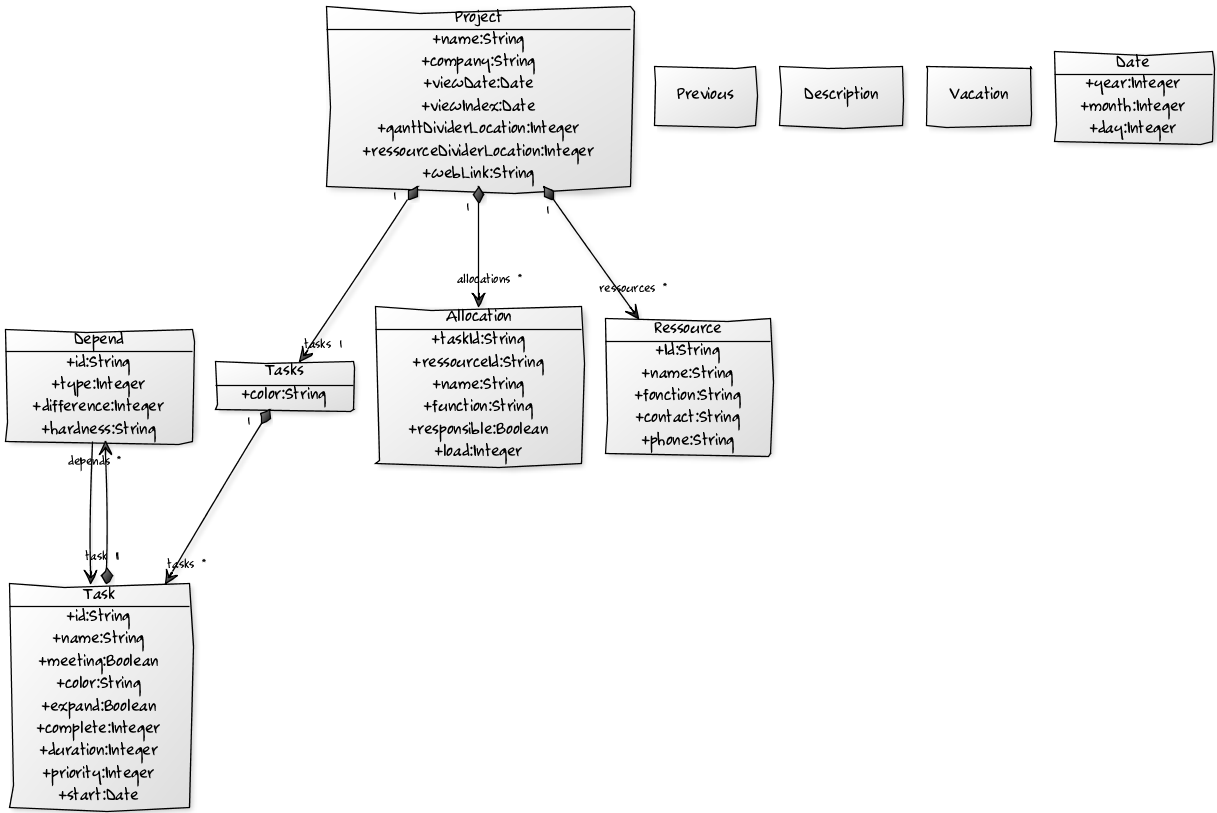 Project
+name:String
+company:String
+viewDate:Date
+viewIndex:Date
+ganttDividerLocation:Integer
+ressourceDividerLocation:Integer
+webLink:String
Previous
Description
Vacation
Date
+year:Integer
+month:Integer
+day:Integer
1
1
1
allocations *
ressources *
tasks 1
Depend
+id:String
+type:Integer
+difference:Integer
+hardness:String
Tasks
+color:String
Allocation
+taskId:String
+ressourceId:String
+name:String
+function:String
+responsible:Boolean
+load:Integer
Ressource
+Id:String
+name:String
+fonction:String
+contact:String
+phone:String
1
depends *
task 1
tasks *
Task
+id:String
+name:String
+meeting:Boolean
+color:String
+expand:Boolean
+complete:Integer
+duration:Integer
+priority:Integer
+start:Date